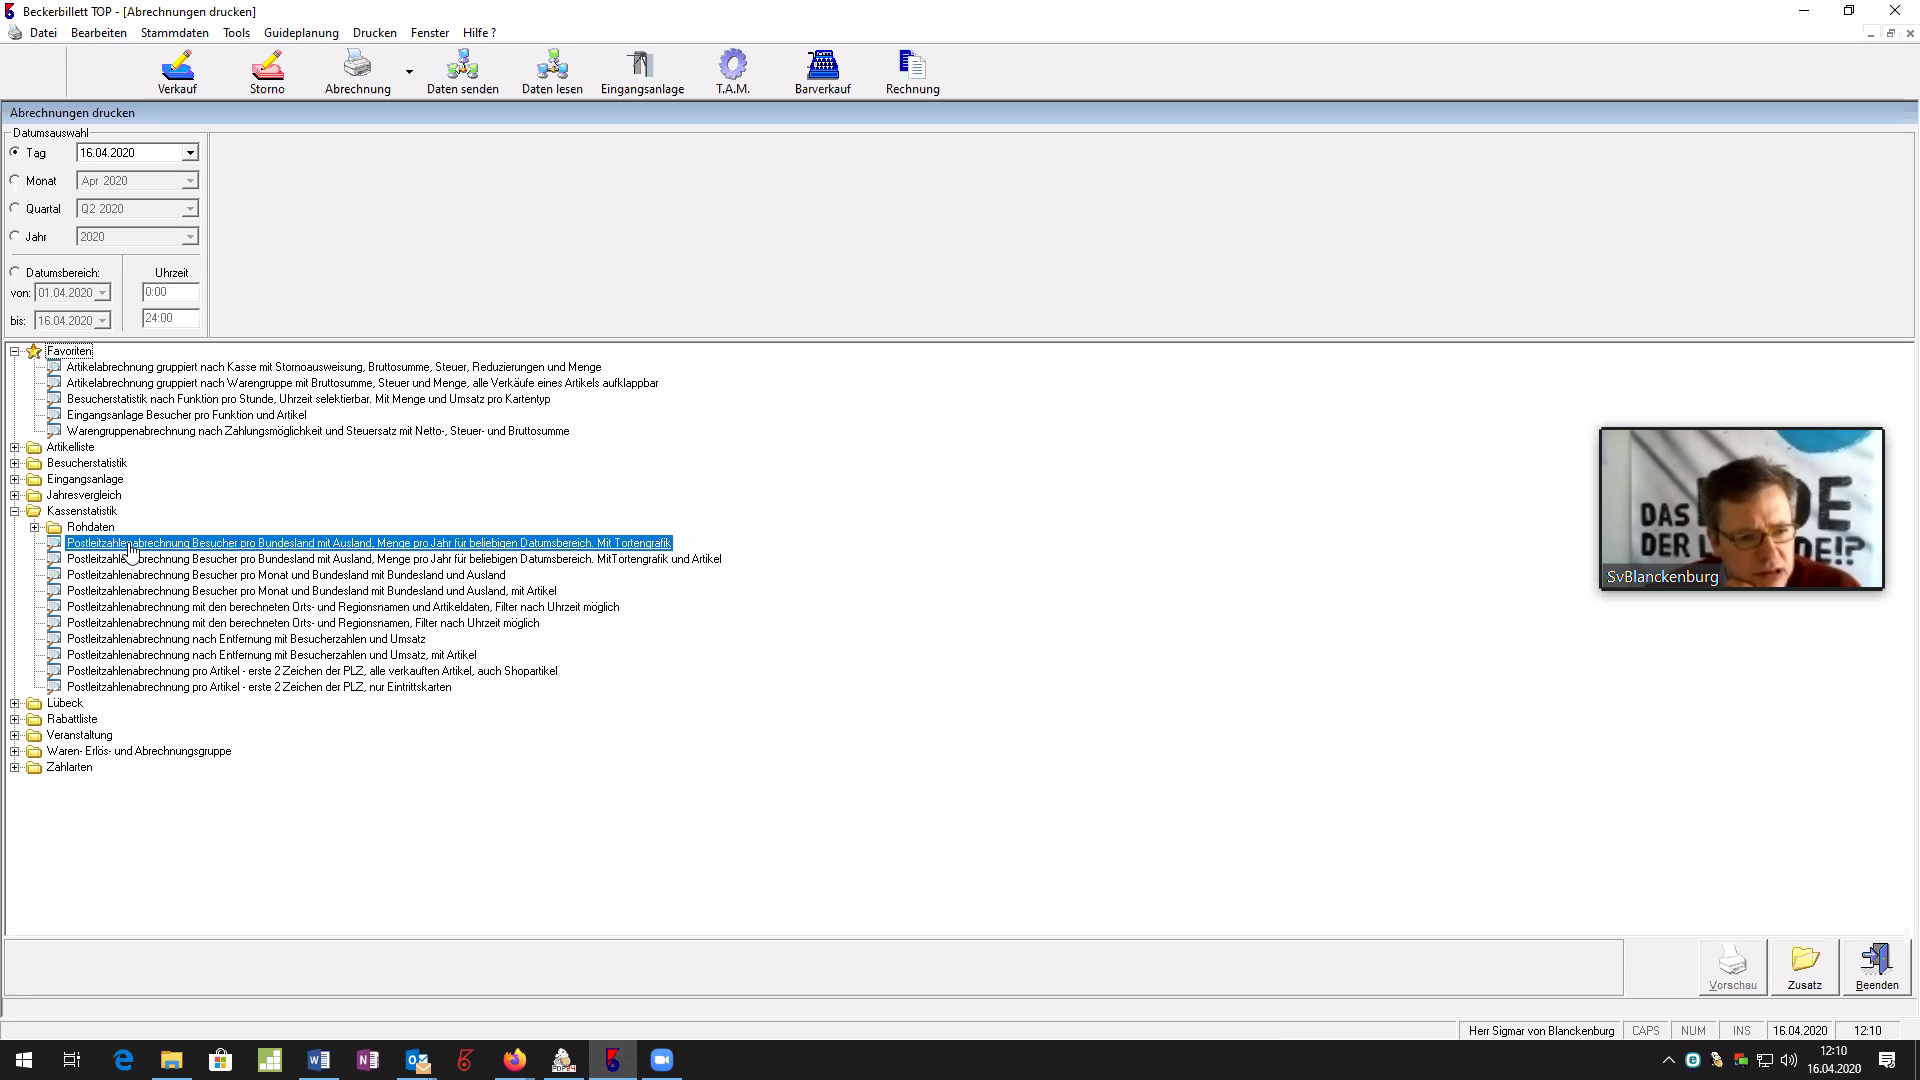 Beckerbillett TOP - [Abrechnungen drucken]
Datei Bearbeiten Stammdaten Tools Guideplanung Drucken Fenster Hilfe ?
Verkauf Storno Abrechnung Daten senden Daten lesen Eingangsanlage T.A.M. Barverkauf Rechnung
Abrechnungen drucken
Datumsauswahl
Tag 16.04.2020
Monat Apr 2020
Quartal Q2 2020
Jahr 2020
Datumsbereich: Uhrzeit
von: 01.04.2020 0:00
bis: 16.04.2020 24:00
Favoriten
Artikelabrechnung gruppiert nach Kasse mit Stornoausweisung, Bruttosumme, Steuer, Reduzierungen und Menge
Artikelabrechnung gruppiert nach Warengruppe mit Bruttosumme, Steuer und Menge, alle Verkäufe eines Artikels aufklappbar
Besucherstatistik nach Funktion pro Stunde, Uhrzeit selektierbar. Mit Menge und Umsatz pro Kartentyp
Eingangsanlage Besucher pro Funktion und Artikel
Warengruppenabrechnung nach Zahlungsmöglichkeit und Steuersatz mit Netto-, Steuer- und Bruttosumme
Artikelliste
Besucherstatistik
Eingangsanlage
Jahresvergleich
Kassenstatistik
Rohdaten
Postleitzahlenabrechnung Besucher pro Bundesland mit Ausland, Menge pro Jahr für beliebigen Datumsbereich. Mit Tortengrafik
Postleitzahlenabrechnung Besucher pro Bundesland mit Ausland, Menge pro Jahr für beliebigen Datumsbereich. MitTortengrafik und Artikel
Postleitzahlenabrechnung Besucher pro Monat und Bundesland mit Bundesland und Ausland
Postleitzahlenabrechnung Besucher pro Monat und Bundesland mit Bundesland und Ausland, mit Artikel
Postleitzahlenabrechnung mit den berechneten Orts- und Regionsnamen und Artikeldaten, Filter nach Uhrzeit möglich
Postleitzahlenabrechnung mit den berechneten Orts- und Regionsnamen, Filter nach Uhrzeit möglich
Postleitzahlenabrechnung nach Entfernung mit Besucherzahlen und Umsatz
Postleitzahlenabrechnung nach Entfernung mit Besucherzahlen und Umsatz, mit Artikel
Postleitzahlenabrechnung pro Artikel - erste 2 Zeichen der PLZ, alle verkauften Artikel, auch Shopartikel
Postleitzahlenabrechnung pro Artikel - erste 2 Zeichen der PLZ, nur Eintrittskarten
Lübeck
Rabattliste
Veranstaltung
Waren- Erlös- und Abrechnungsgruppe
Zahlarten
DAS
DER
SvBlanckenburg
Vorschau Zusatz Beenden
Herr Sigmar von Blanckenburg CAPS NUM INS 16.04.2020 12:10
12:10
16.04.2020